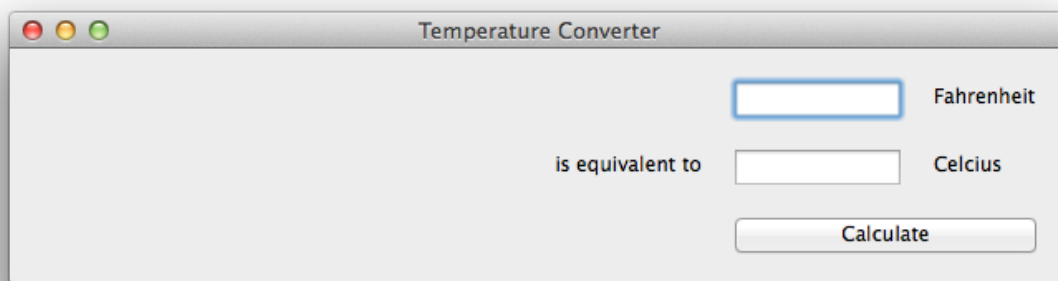 Temperature Converter
Fahrenheit
is equivalent to Celcius
Calculate